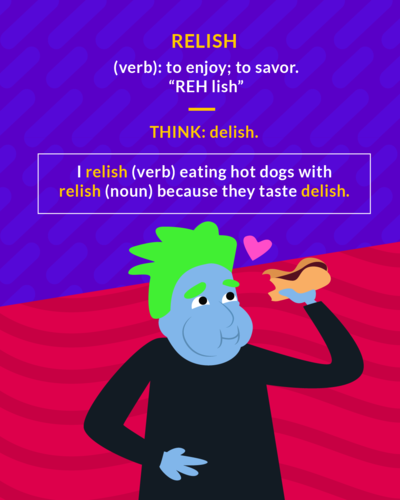 RELISH
(verb): to enjoy; to savor.
“REH lish”
THINK: delish.
I relish (verb) eating hot dogs with
relish (noun) because they taste delish.